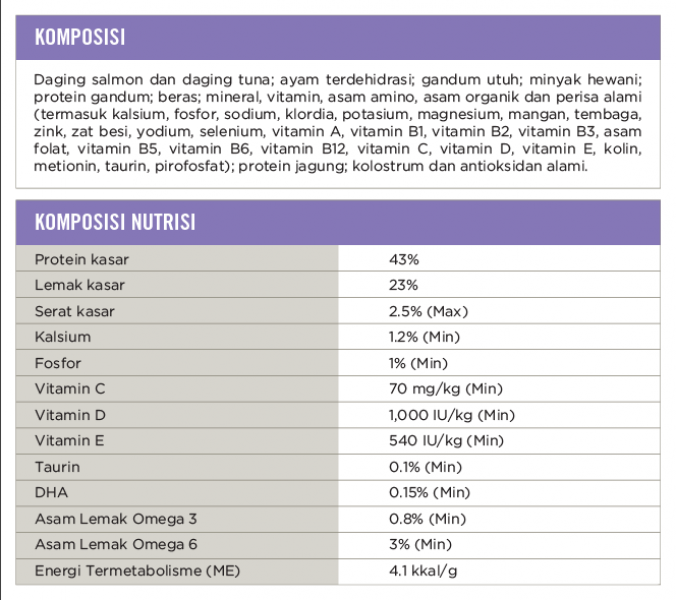 KOMPOSISI
Daging salmon dan daging tuna; ayam terdehidrasi; gandum utuh; minyak hewani;
protein gandum; beras; mineral, vitamin, asam amino, asam organik dan perisa alami
(termasuk kalsium, fosfor, sodium, klordia, potasium, magnesium, mangan, tembaga,
zink, zat besi, yodium, selenium, vitamin A, vitamin B1, vitamin B2, vitamin B3, asam
folat, vitamin B5, vitamin B6, vitamin B12, vitamin C, vitamin D, vitamin E, kolin,
metionin, taurin, pirofosfat); protein jagung; kolostrum dan antioksidan alami.
KOMPOSISI NUTRISI
Protein kasar 43%
Lemak kasar 23%
Serat kasar 2.5% (Max)
Kalsium 1.2% (Min)
Fosfor 1% (Min)
Vitamin C 70 mg/kg (Min)
Vitamin D 1,000 IU/kg (Min)
Vitamin E 540 IU/kg (Min)
Taurin 0.1% (Min)
DHA 0.15% (Min)
Asam Lemak Omega 3 0.8% (Min)
Asam Lemak Omega 6 3% (Min)
Energi Termetabolisme (ME) 4.1 kkal/g